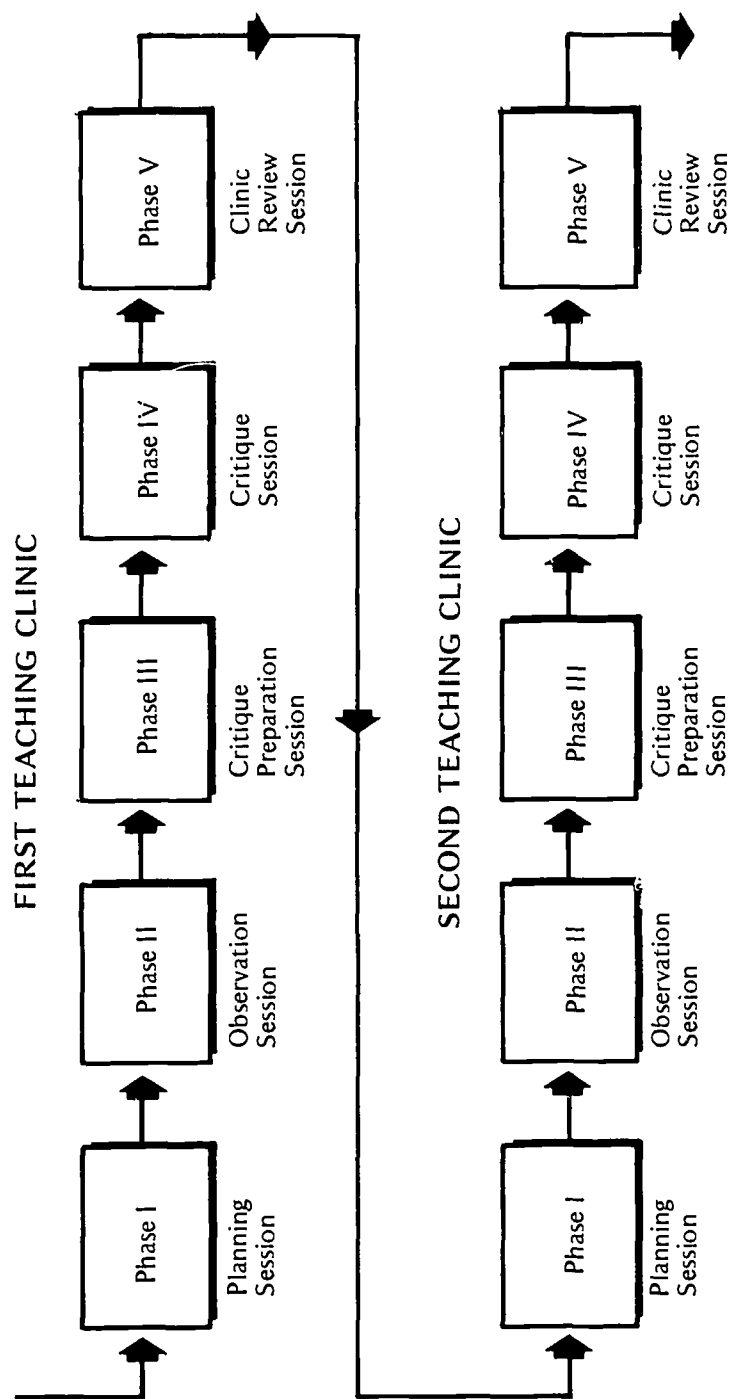 FIRST TEACHING CLINIC
Phase I
Phase II
Phase III
Phase IV
Phase V
Planning
Session
Observation
Session
Critique
Preparation
Session
Critique
Session
Clinic
Review
Session
SECOND TEACHING CLINIC
Phase I
Phase II
Phase III
Phase IV
Phase V
Planning
Session
Observation
Session
Critique
Preparation
Session
Critique
Session
Clinic
Review
Session